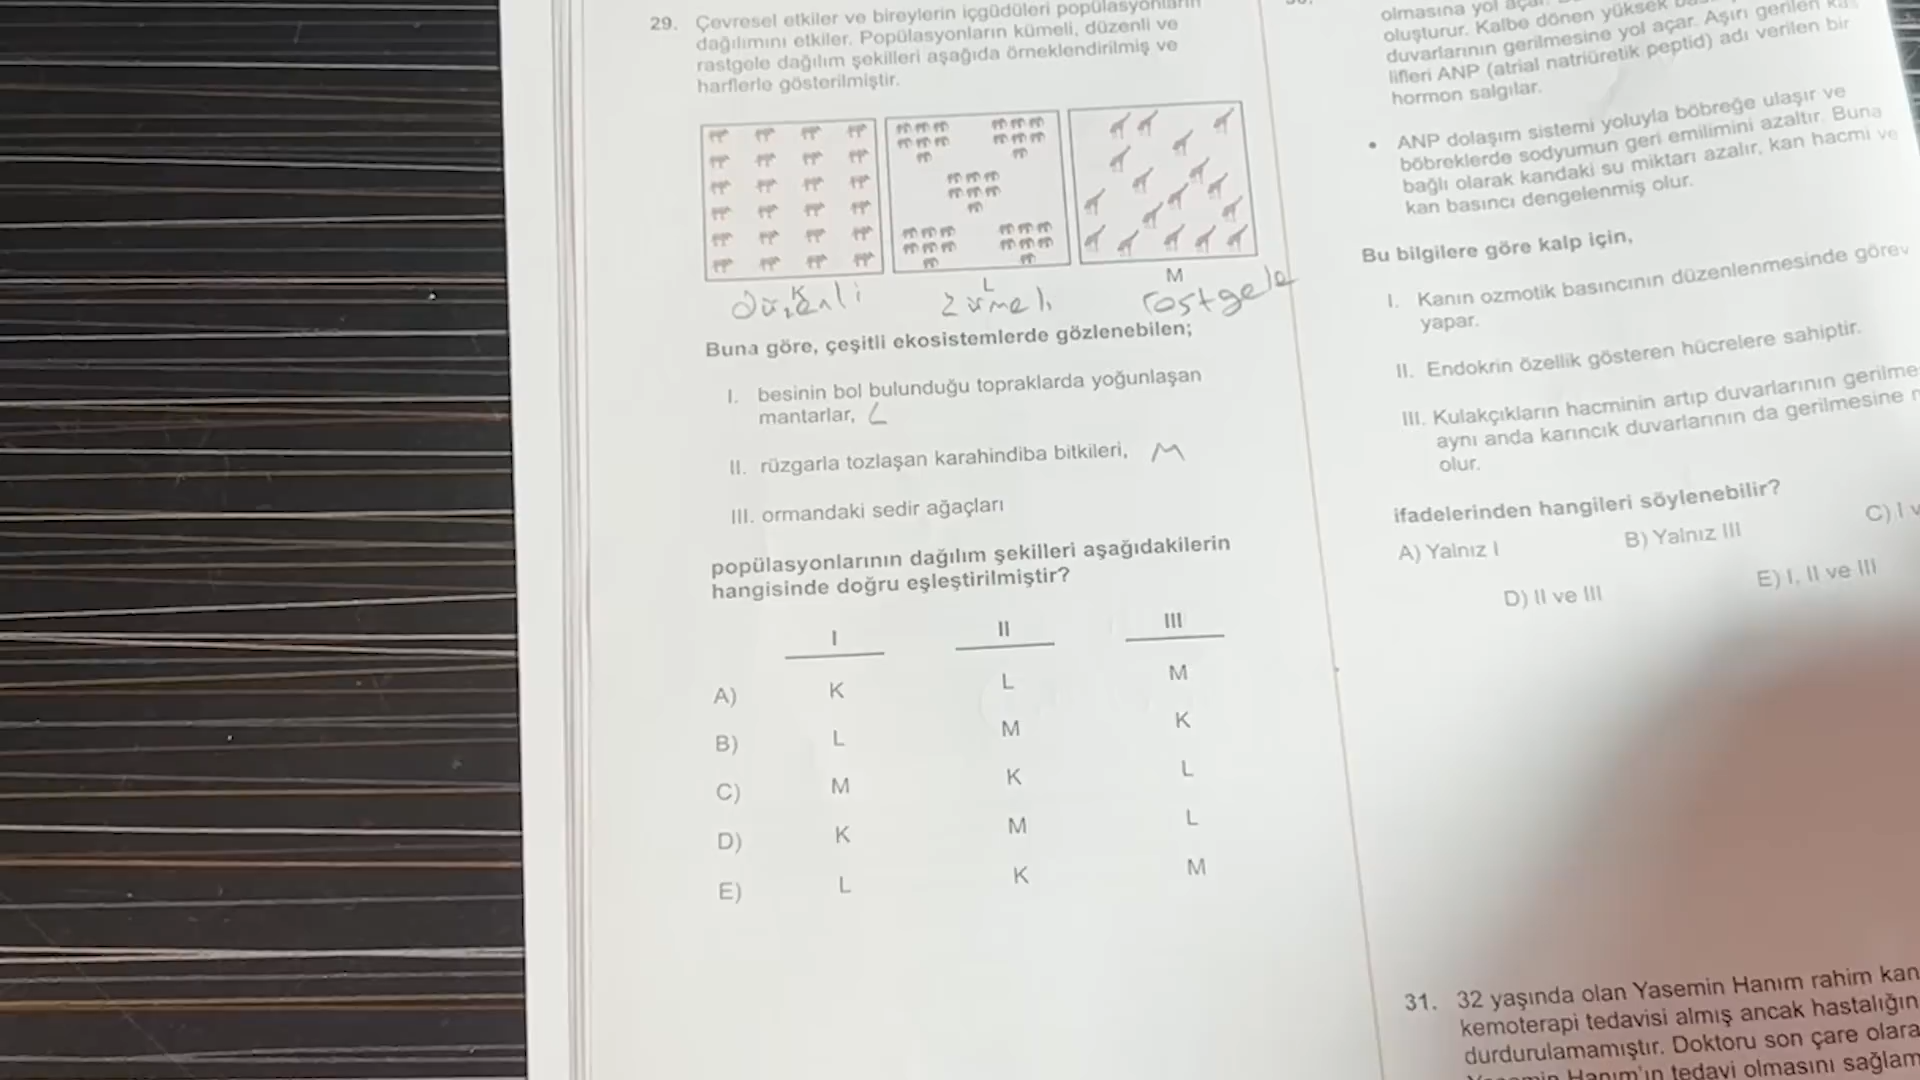 29. Çevresel etkiler ve bireylerin içgüdüleri popülasyonların
dağılımını etkiler. Popülasyonların kümeli, düzenli ve
rastgele dağılım şekilleri aşağıda örneklendirilmiş ve
harflerle gösterilmiştir.
K
L
M
düzenli
kümeli
rastgele
Buna göre, çeşitli ekosistemlerde gözlenebilen;
I. besinin bol bulunduğu topraklarda yoğunlaşan
mantarlar, L
II. rüzgarla tozlaşan karahindiba bitkileri, M
III. ormandaki sedir ağaçları
popülasyonlarının dağılım şekilleri aşağıdakilerin
hangisinde doğru eşleştirilmiştir?
I II III
A) K L M
B) L M K
C) M K L
D) K M L
E) L K M
olmasına yol
oluşturur. Kalbe dönen yüksek
duvarlarının gerilmesine yol açar. Aşırı gerilen
lifleri ANP (atrial natriüretik peptid) adı verilen bir
hormon salgılar.
• ANP dolaşım sistemi yoluyla böbreğe ulaşır ve
böbreklerde sodyumun geri emilimini azaltır. Buna
bağlı olarak kandaki su miktarı azalır, kan hacmi ve
kan basıncı dengelenmiş olur.
Bu bilgilere göre kalp için,
I. Kanın ozmotik basıncının düzenlenmesinde görev
yapar.
II. Endokrin özellik gösteren hücrelere sahiptir.
III. Kulakçıkların hacminin artıp duvarlarının gerilme
aynı anda karıncık duvarlarının da gerilmesine
olur.
ifadelerinden hangileri söylenebilir?
A) Yalnız I B) Yalnız III C) I v
D) II ve III E) I, II ve III
31. 32 yaşında olan Yasemin Hanım rahim kan
kemoterapi tedavisi almış ancak hastalığın
durdurulamamıştır. Doktoru son çare olara
Yasemin Hanım'ın tedavi olmasını sağlam